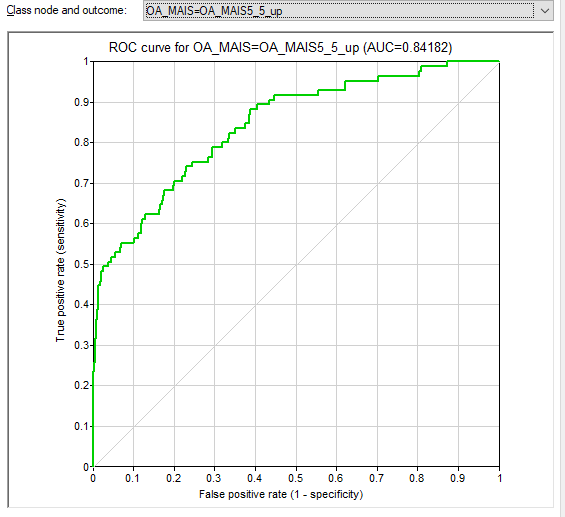 Class node and outcome: OA_MAIS=OA_MAIS5_5_up
ROC curve for OA_MAIS=OA_MAIS5_5_up (AUC=0.84182)
True positive rate (sensitivity)
1
0.9
0.8
0.7
0.6
0.5
0.4
0.3
0.2
0.1
0
0 0.1 0.2 0.3 0.4 0.5 0.6 0.7 0.8 0.9 1
False positive rate (1 - specificity)